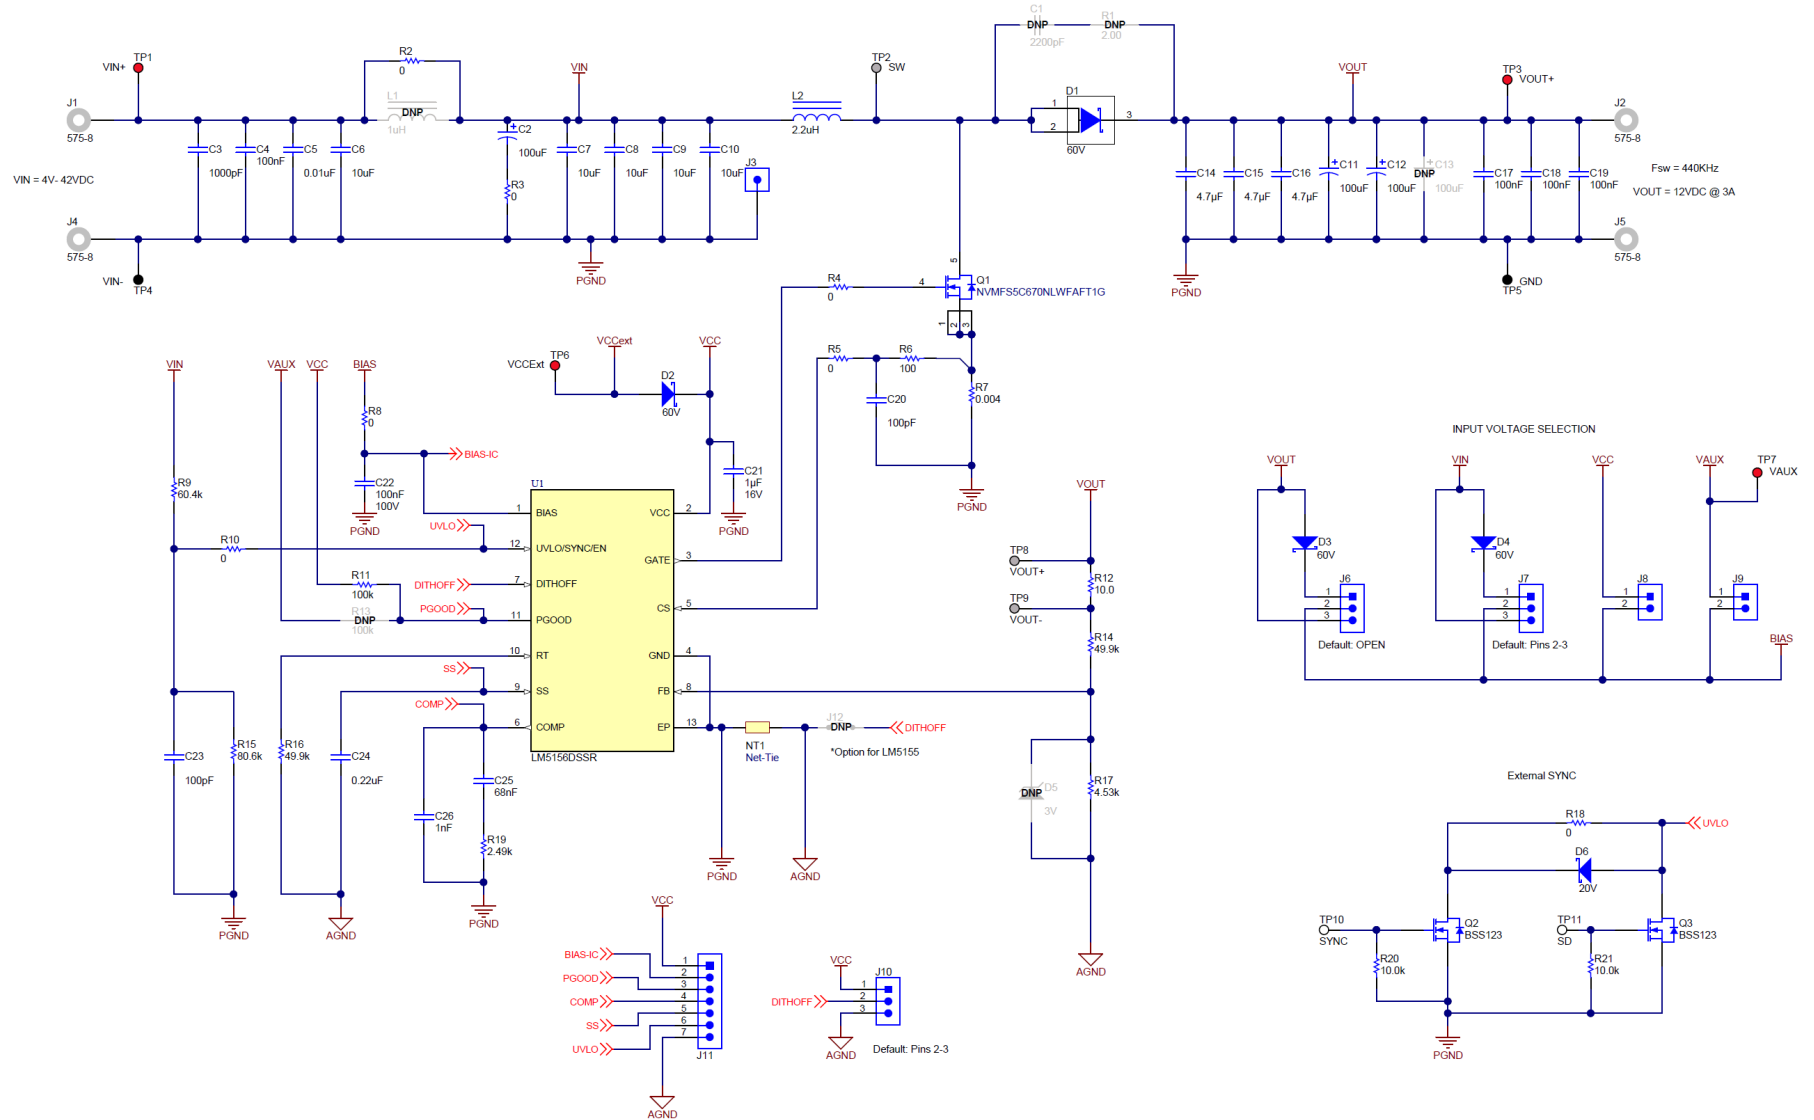 C1
DNP
2200pF
R1
DNP
2.00
TP1
VIN+
R2
0
VIN
TP2
SW
TP3
VOUT+
VOUT
J1
575-8
L1
DNP
1uH
L2
2.2uH
D1
1
2
3
60V
J2
575-8
C2
100uF
R3
0
C3
1000pF
C4
100nF
C5
0.01uF
C6
10uF
C7
10uF
C8
10uF
C9
10uF
C10
10uF
J3
VIN = 4V- 42VDC
C14
4.7µF
C15
4.7µF
C16
4.7µF
C11
100uF
C12
100uF
C13
DNP
100uF
C17
100nF
C18
100nF
C19
100nF
Fsw = 440KHz
VOUT = 12VDC @ 3A
J4
575-8
VIN-
TP4
PGND
PGND
GND
TP5
J5
575-8
R4
0
5
4
Q1
NVMFS5C670NLWFAFT1G
1
2
3
VIN
VAUX
VCC
BIAS
VCCExt
TP6
VCCext
VCC
D2
60V
R5
0
R6
100
R7
0.004
C20
100pF
PGND
R8
0
BIAS-IC
C22
100nF
100V
PGND
C21
1µF
16V
PGND
R9
60.4k
R10
0
UVLO
R11
100k
DITHOFF
R13
DNP
100k
PGOOD
SS
COMP
U1
1
BIAS
12
UVLO/SYNC/EN
7
DITHOFF
11
PGOOD
10
RT
9
SS
6
COMP
VCC
2
GATE
3
CS
5
GND
4
FB
8
EP
13
LM5156DSSR
VOUT
TP8
VOUT+
R12
10.0
TP9
VOUT-
R14
49.9k
NT1
Net-Tie
J12
DNP
DITHOFF
*Option for LM5155
PGND
AGND
DNP
D5
3V
R17
4.53k
AGND
C23
100pF
R15
80.6k
R16
49.9k
C24
0.22uF
C25
68nF
C26
1nF
R19
2.49k
PGND
AGND
PGND
INPUT VOLTAGE SELECTION
VOUT
VIN
VCC
VAUX
TP7
VAUX
D3
60V
D4
60V
J6
1
2
3
Default: OPEN
J7
1
2
3
Default: Pins 2-3
J8
1
2
J9
1
2
BIAS
External SYNC
R18
0
UVLO
D6
20V
TP10
SYNC
Q2
BSS123
R20
10.0k
TP11
SD
Q3
BSS123
R21
10.0k
PGND
VCC
BIAS-IC
PGOOD
COMP
SS
UVLO
1
2
3
4
5
6
7
J11
AGND
VCC
DITHOFF
J10
1
2
3
AGND
Default: Pins 2-3